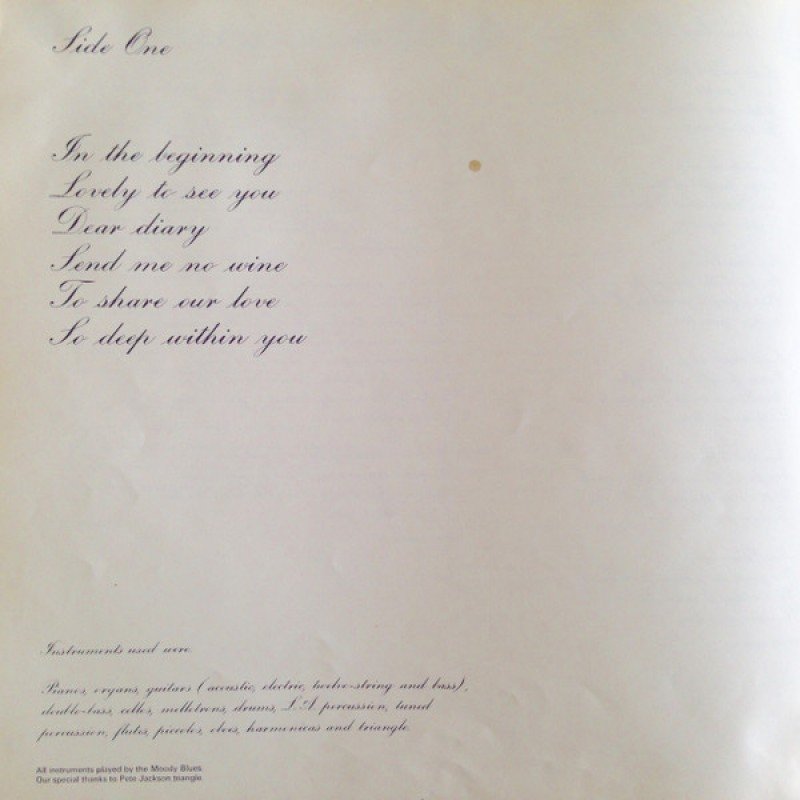 Side One
In the beginning
Lovely to see you
Dear diary
Send me no wine
To share our love
So deep within you
Instruments used were
Pianos, organs, guitars (acoustic, electric, twelve-string and bass),
double-bass, cellos, mellotrons, drums, L.A percussion, tuned
percussion, flutes, piccolos, oboes, harmonicas and triangle.
All instruments played by the Moody Blues
Our special thanks to Pete Jackson triangle